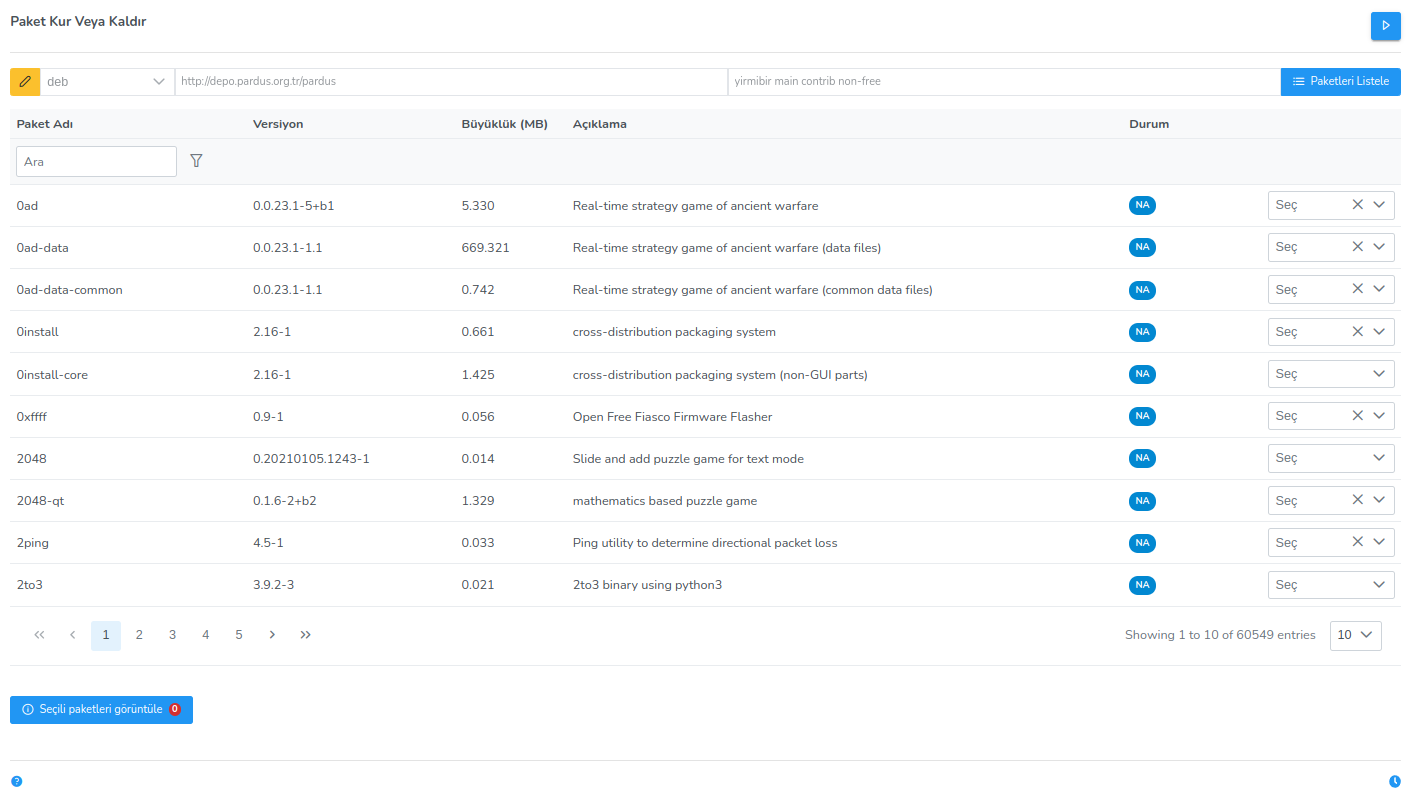 Paket Kur Veya Kaldır
deb http://depo.pardus.org.tr/pardus yirmibir main contrib non-free Paketleri Listele
Paket Adı Versiyon Büyüklük (MB) Açıklama Durum
Ara
0ad 0.0.23.1-5+b1 5.330 Real-time strategy game of ancient warfare NA Seç
0ad-data 0.0.23.1-1.1 669.321 Real-time strategy game of ancient warfare (data files) NA Seç
0ad-data-common 0.0.23.1-1.1 0.742 Real-time strategy game of ancient warfare (common data files) NA Seç
0install 2.16-1 0.661 cross-distribution packaging system NA Seç
0install-core 2.16-1 1.425 cross-distribution packaging system (non-GUI parts) NA Seç
0xffff 0.9-1 0.056 Open Free Fiasco Firmware Flasher NA Seç
2048 0.20210105.1243-1 0.014 Slide and add puzzle game for text mode NA Seç
2048-qt 0.1.6-2+b2 1.329 mathematics based puzzle game NA Seç
2ping 4.5-1 0.033 Ping utility to determine directional packet loss NA Seç
2to3 3.9.2-3 0.021 2to3 binary using python3 NA Seç
1 2 3 4 5 Showing 1 to 10 of 60549 entries 10
Seçili paketleri görüntüle 0